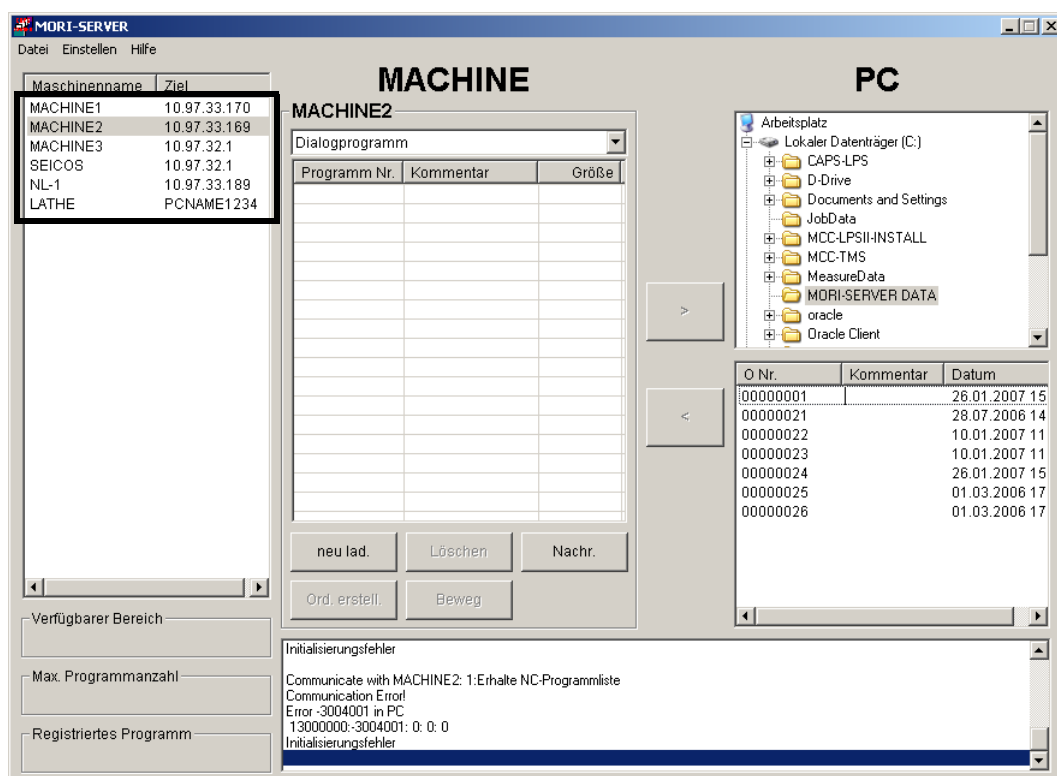 MORI-SERVER
Datei Einstellen Hilfe
Maschinenname Ziel
MACHINE1 10.97.33.170
MACHINE2 10.97.33.169
MACHINE3 10.97.32.1
SEICOS 10.97.32.1
NL-1 10.97.33.189
LATHE PCNAME1234
Verfügbarer Bereich
Max. Programmanzahl
Registriertes Programm
MACHINE
MACHINE2
Dialogprogramm
Programm Nr. Kommentar Größe
neu lad. Löschen Nachr.
Ord. erstell. Beweg
>
<
PC
Arbeitsplatz
Lokaler Datenträger (C:)
CAPS-LPS
D-Drive
Documents and Settings
JobData
MCC-LPSII-INSTALL
MCC-TMS
MeasureData
MORI-SERVER DATA
oracle
Oracle Client
O Nr. Kommentar Datum
00000001 26.01.2007 15
00000021 28.07.2006 14
00000022 10.01.2007 11
00000023 10.01.2007 11
00000024 26.01.2007 15
00000025 01.03.2006 17
00000026 01.03.2006 17
Initialisierungsfehler
Communicate with MACHINE2: 1:Erhalte NC-Programmliste
Communication Error!
Error -3004001 in PC
13000000:-3004001: 0: 0: 0
Initialisierungsfehler